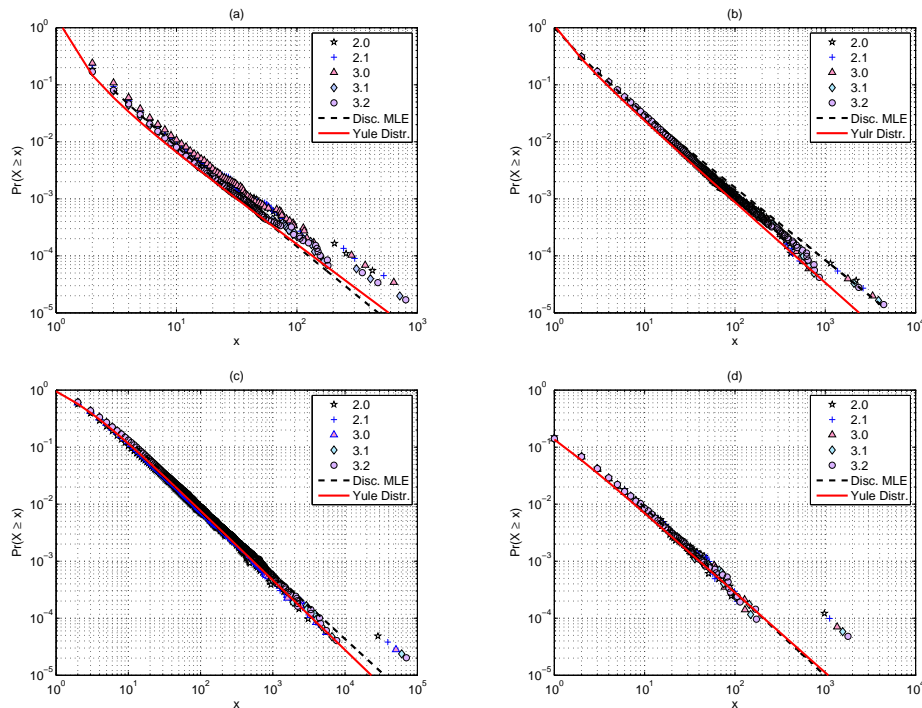 (a)
10^0
10^-1
10^-2
10^-3
10^-4
10^-5
Pr(X ≥ x)
10^0 10^1 10^2 10^3
x
2.0
2.1
3.0
3.1
3.2
Disc. MLE
Yule Distr.
(b)
10^0
10^-1
10^-2
10^-3
10^-4
10^-5
Pr(X ≥ x)
10^0 10^1 10^2 10^3 10^4
x
2.0
2.1
3.0
3.1
3.2
Disc. MLE
Yule Distr.
(c)
10^0
10^-1
10^-2
10^-3
10^-4
10^-5
Pr(X ≥ x)
10^0 10^1 10^2 10^3 10^4 10^5
x
2.0
2.1
3.0
3.1
3.2
Disc. MLE
Yule Distr.
(d)
10^0
10^-1
10^-2
10^-3
10^-4
10^-5
Pr(X ≥ x)
10^0 10^1 10^2 10^3 10^4
x
2.0
2.1
3.0
3.1
3.2
Disc. MLE
Yule Distr.